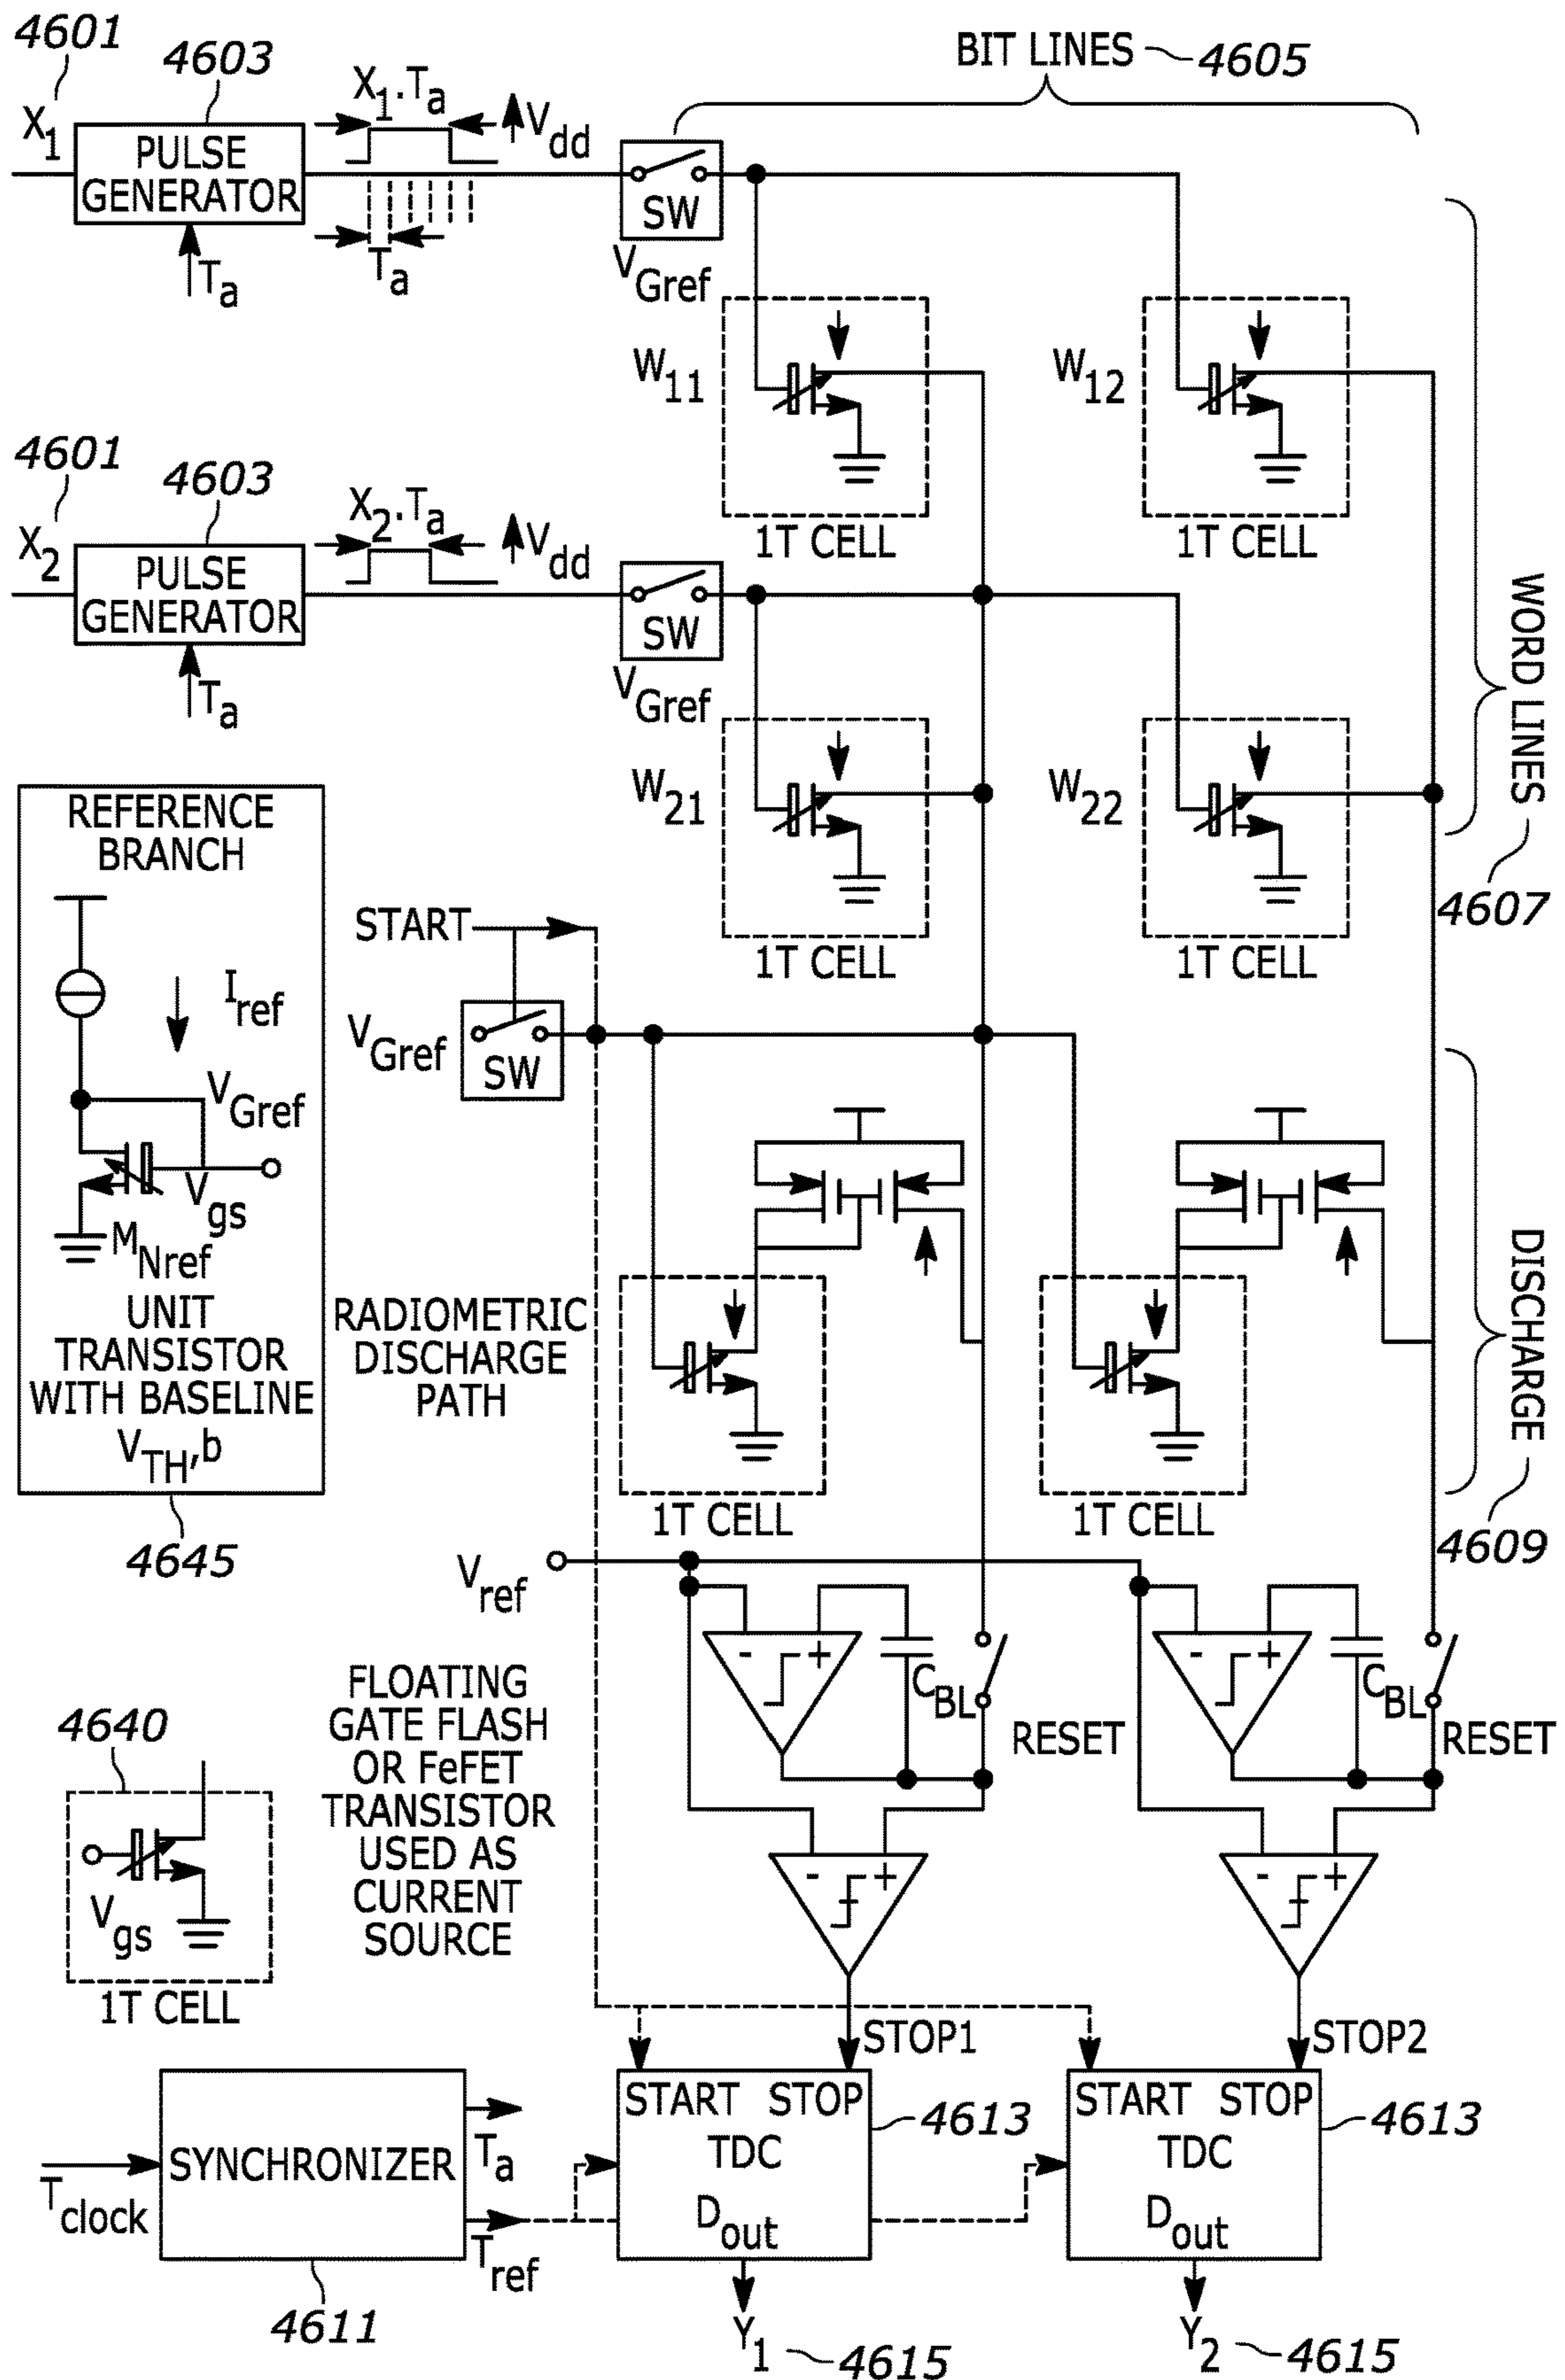 4601
4603
X1
PULSE
GENERATOR
X1.Ta
Vdd
Ta
Ta
SW
VGref
BIT LINES
4605
W11
1T CELL
W12
1T CELL
4601
4603
X2
PULSE
GENERATOR
X2.Ta
Vdd
Ta
SW
VGref
W21
1T CELL
W22
1T CELL
WORD LINES
4607
REFERENCE
BRANCH
Iref
VGref
Vgs
MNref
UNIT
TRANSISTOR
WITH BASELINE
VTH,b
4645
START
VGref
SW
RADIOMETRIC
DISCHARGE
PATH
1T CELL
1T CELL
DISCHARGE
4609
Vref
-
+
CBL
RESET
-
+
CBL
RESET
FLOATING
GATE FLASH
OR FeFET
TRANSISTOR
USED AS
CURRENT
SOURCE
4640
Vgs
1T CELL
-
+
-
+
STOP1
STOP2
Tclock
SYNCHRONIZER
Ta
Tref
4611
START STOP
TDC
Dout
4613
Y1
4615
START STOP
TDC
Dout
4613
Y2
4615